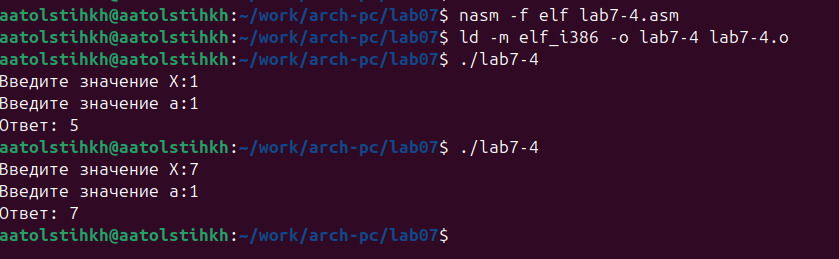 aatolstihkh@aatolstihkh:~/work/arch-pc/lab07$ nasm -f elf lab7-4.asm
aatolstihkh@aatolstihkh:~/work/arch-pc/lab07$ ld -m elf_i386 -o lab7-4 lab7-4.o
aatolstihkh@aatolstihkh:~/work/arch-pc/lab07$ ./lab7-4
Введите значение X:1
Введите значение a:1
Ответ: 5
aatolstihkh@aatolstihkh:~/work/arch-pc/lab07$ ./lab7-4
Введите значение X:7
Введите значение a:1
Ответ: 7
aatolstihkh@aatolstihkh:~/work/arch-pc/lab07$